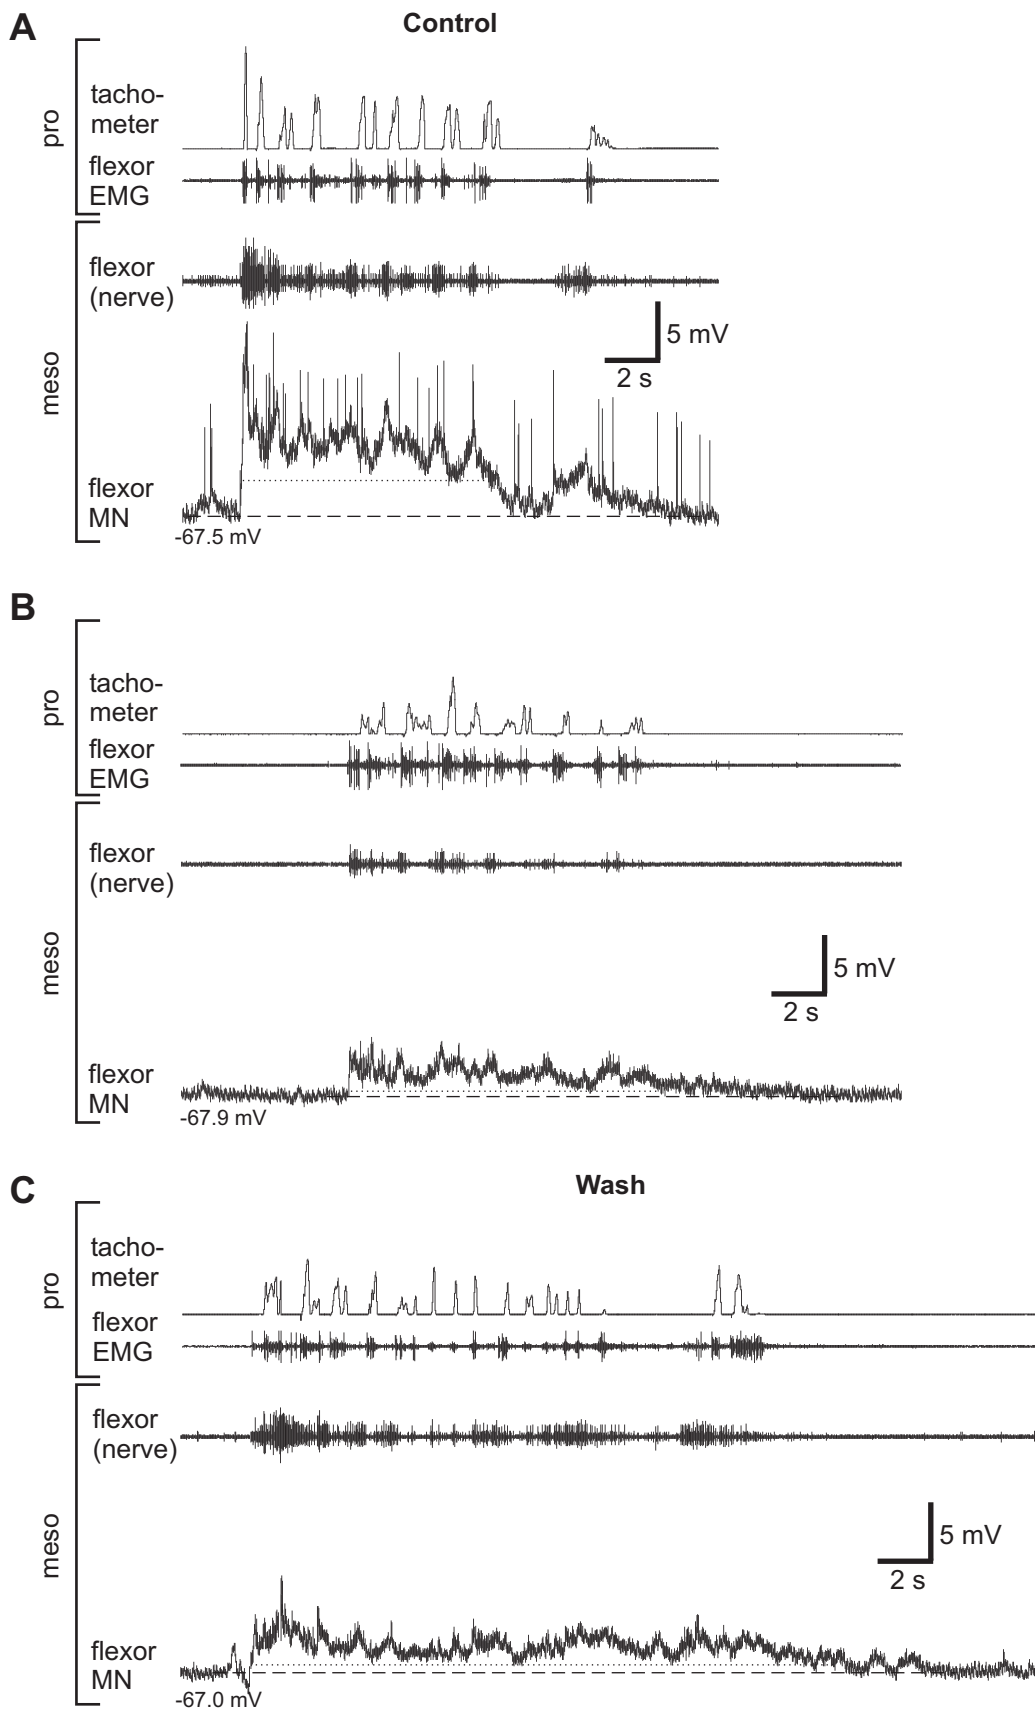 A
Control
pro
tacho-
meter
flexor
EMG
meso
flexor
(nerve)
5 mV
2 s
flexor
MN
-67.5 mV
B
pro
tacho-
meter
flexor
EMG
meso
flexor
(nerve)
5 mV
2 s
flexor
MN
-67.9 mV
C
Wash
pro
tacho-
meter
flexor
EMG
meso
flexor
(nerve)
5 mV
2 s
flexor
MN
-67.0 mV